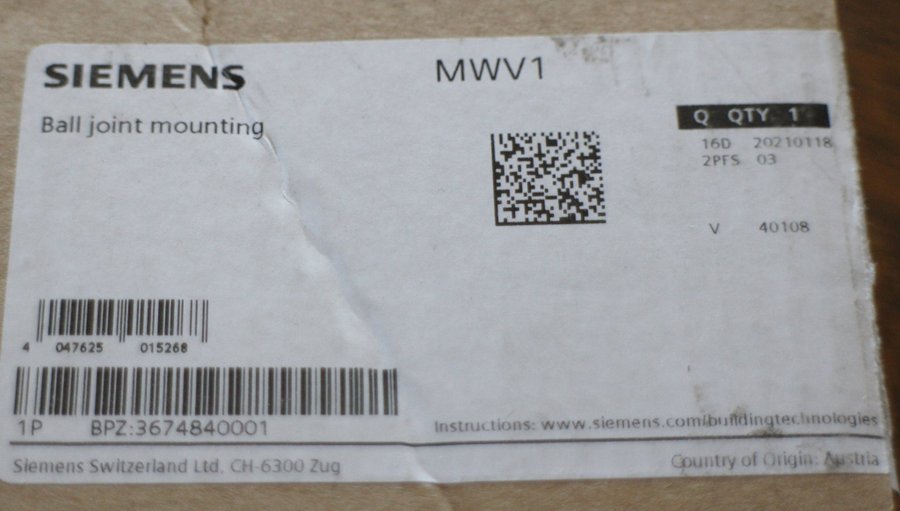 SIEMENS
MWV1
Ball joint mounting
Q QTY 1
16D 20210118
2PFS 03
V 40108
4 047625 015268
1P BPZ:3674840001
Instructions: www.siemens.com/buildingtechnologies
Siemens Switzerland Ltd. CH-6300 Zug
Country of Origin: Austria